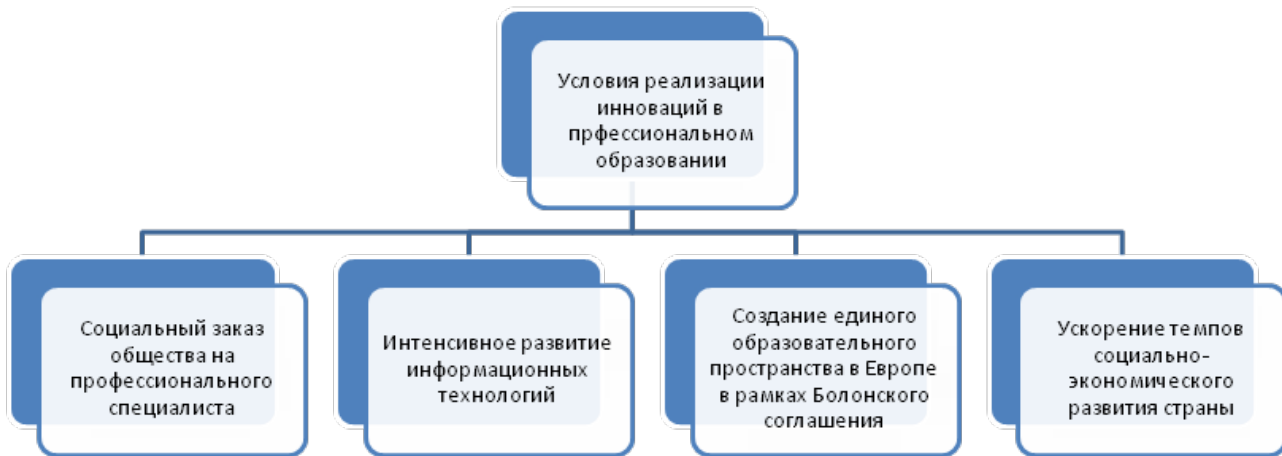 Условия реализации
инноваций в
прфессиональном
образовании
Социальный заказ
общества на
профессионального
специалиста
Интенсивное развитие
информационных
технологий
Создание единого
образовательного
пространства в Европе
в рамках Болонского
соглашения
Ускорение темпов
социально-
экономического
развития страны